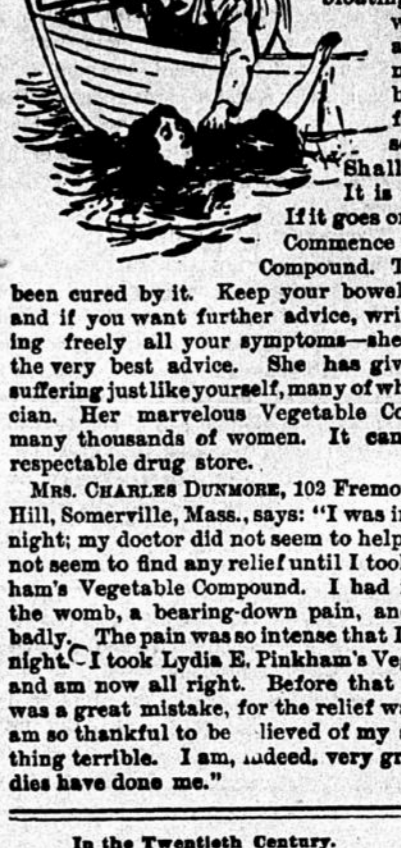 bloating
w
a
n
b
f
s
Shall
It is
If it goes on
Commence
Compound. T
been cured by it. Keep your bowel
and if you want further advice, wri
ing freely all your symptoms—she
the very best advice. She has giv
suffering just like yourself, many of wh
cian. Her marvelous Vegetable Co
many thousands of women. It can
respectable drug store.
MRS. CHARLES DUNMORE, 102 Fremo
Hill, Somerville, Mass., says: "I was in
night; my doctor did not seem to help
not seem to find any relief until I took
ham's Vegetable Compound. I had i
the womb, a bearing-down pain, an
badly. The pain was so intense that I
night. I took Lydia E. Pinkham's Ve
and am now all right. Before that
was a great mistake, for the relief w
am so thankful to be lieved of my s
thing terrible. I am, indeed, very gr
dies have done me."
In the Twentieth Century.